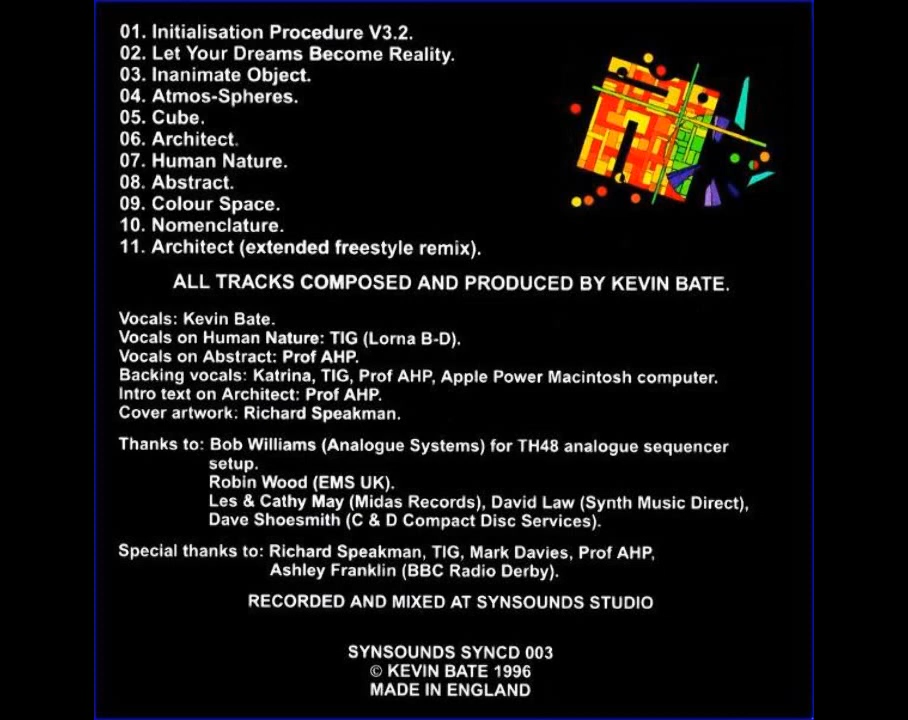 01. Initialisation Procedure V3.2.
02. Let Your Dreams Become Reality.
03. Inanimate Object.
04. Atmos-Spheres.
05. Cube.
06. Architect.
07. Human Nature.
08. Abstract.
09. Colour Space.
10. Nomenclature.
11. Architect (extended freestyle remix).
ALL TRACKS COMPOSED AND PRODUCED BY KEVIN BATE.
Vocals: Kevin Bate.
Vocals on Human Nature: TIG (Lorna B-D).
Vocals on Abstract: Prof AHP.
Backing vocals: Katrina, TIG, Prof AHP, Apple Power Macintosh computer.
Intro text on Architect: Prof AHP.
Cover artwork: Richard Speakman.
Thanks to: Bob Williams (Analogue Systems) for TH48 analogue sequencer
setup.
Robin Wood (EMS UK).
Les & Cathy May (Midas Records), David Law (Synth Music Direct),
Dave Shoesmith (C & D Compact Disc Services).
Special thanks to: Richard Speakman, TIG, Mark Davies, Prof AHP,
Ashley Franklin (BBC Radio Derby).
RECORDED AND MIXED AT SYNSOUNDS STUDIO
SYNSOUNDS SYNCD 003
© KEVIN BATE 1996
MADE IN ENGLAND